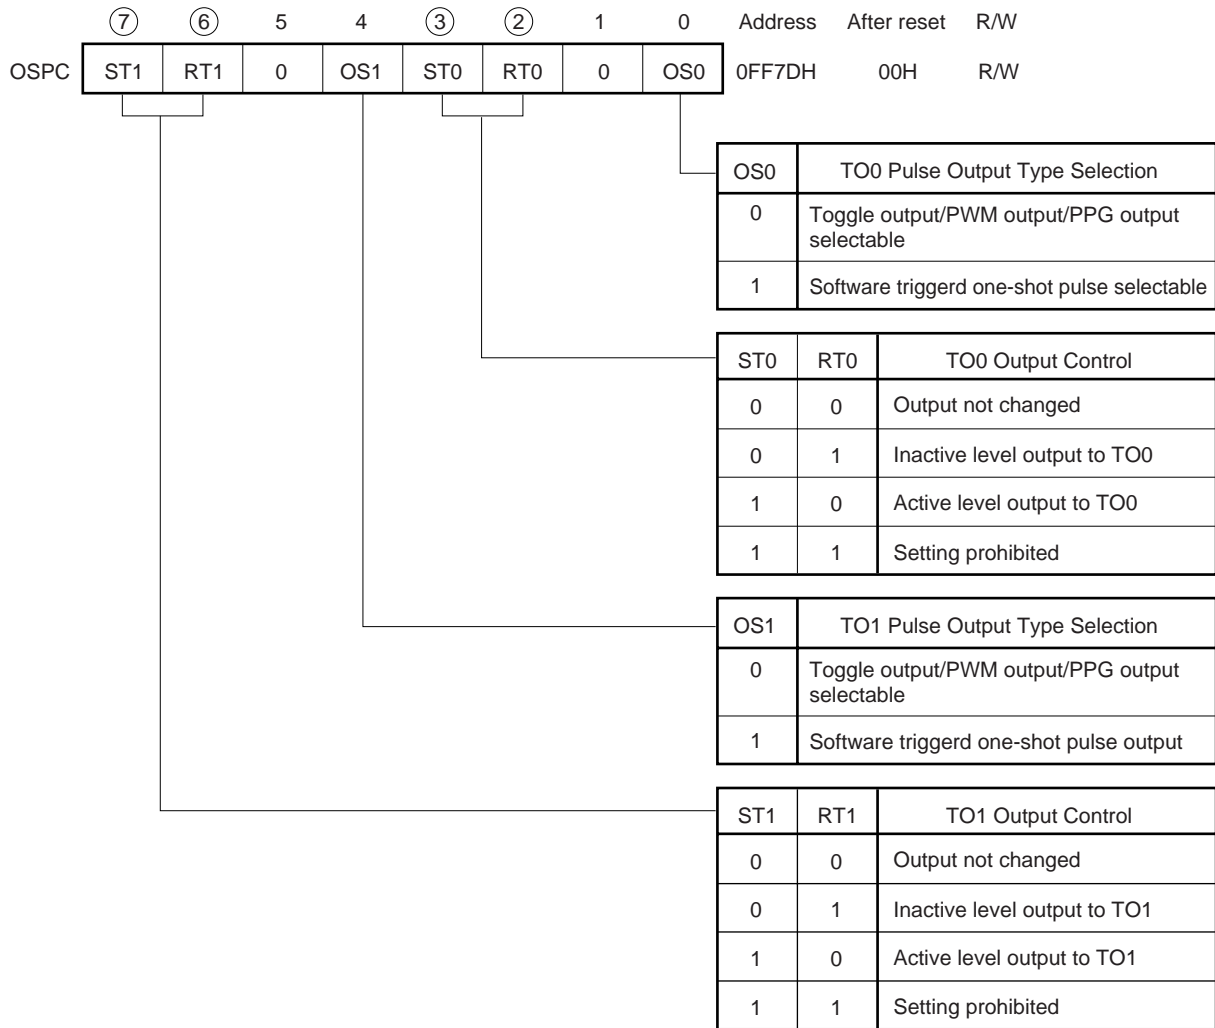 ⑦ ⑥ 5 4 ③ ② 1 0 Address After reset R/W
OSPC ST1 RT1 0 OS1 ST0 RT0 0 OS0 0FF7DH 00H R/W
OS0 TO0 Pulse Output Type Selection
0 Toggle output/PWM output/PPG output
selectable
1 Software triggerd one-shot pulse selectable
ST0 RT0 TO0 Output Control
0 0 Output not changed
0 1 Inactive level output to TO0
1 0 Active level output to TO0
1 1 Setting prohibited
OS1 TO1 Pulse Output Type Selection
0 Toggle output/PWM output/PPG output
selectable
1 Software triggerd one-shot pulse output
ST1 RT1 TO1 Output Control
0 0 Output not changed
0 1 Inactive level output to TO1
1 0 Active level output to TO1
1 1 Setting prohibited